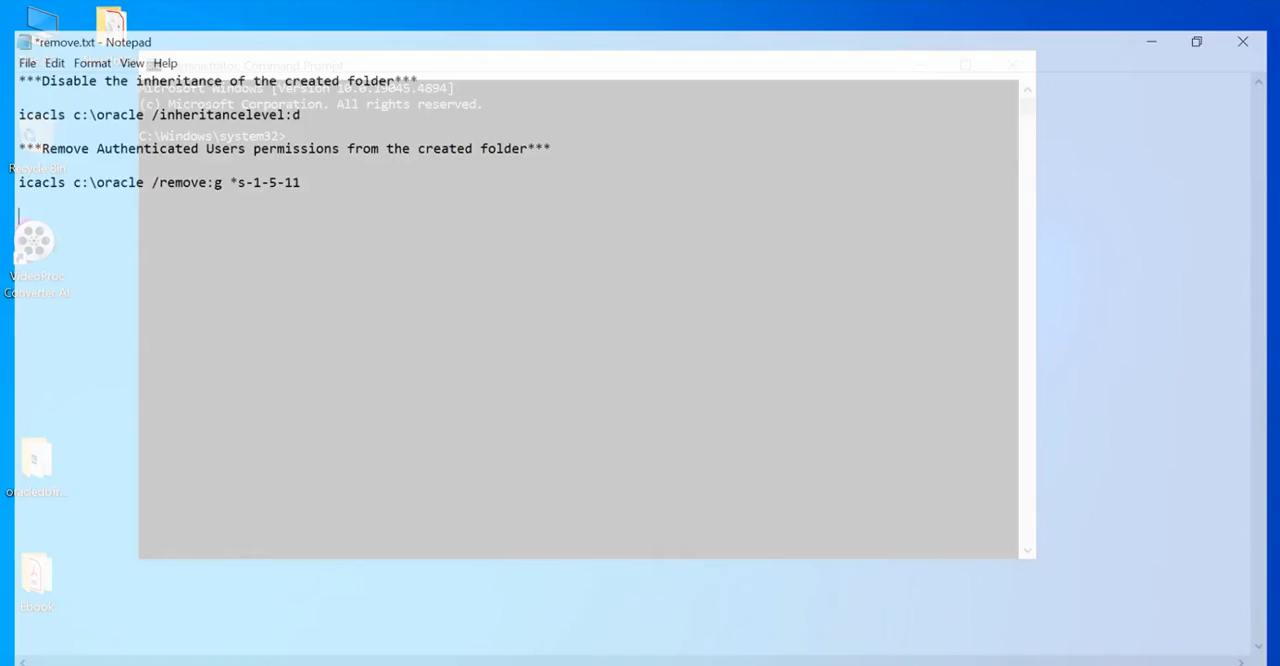 *remove.txt - Notepad
File Edit Format View Help
Administrator: Command Prompt
***Disable the inheritance of the created folder***
Microsoft Windows [Version 10.0.19045.4894]
(c) Microsoft Corporation. All rights reserved.
icacls c:\oracle /inheritancelevel:d
C:\Windows\system32>
***Remove Authenticated Users permissions from the created folder***
Recycle Bin
icacls c:\oracle /remove:g *s-1-5-11
VideoProc
Converter AI
Ebook